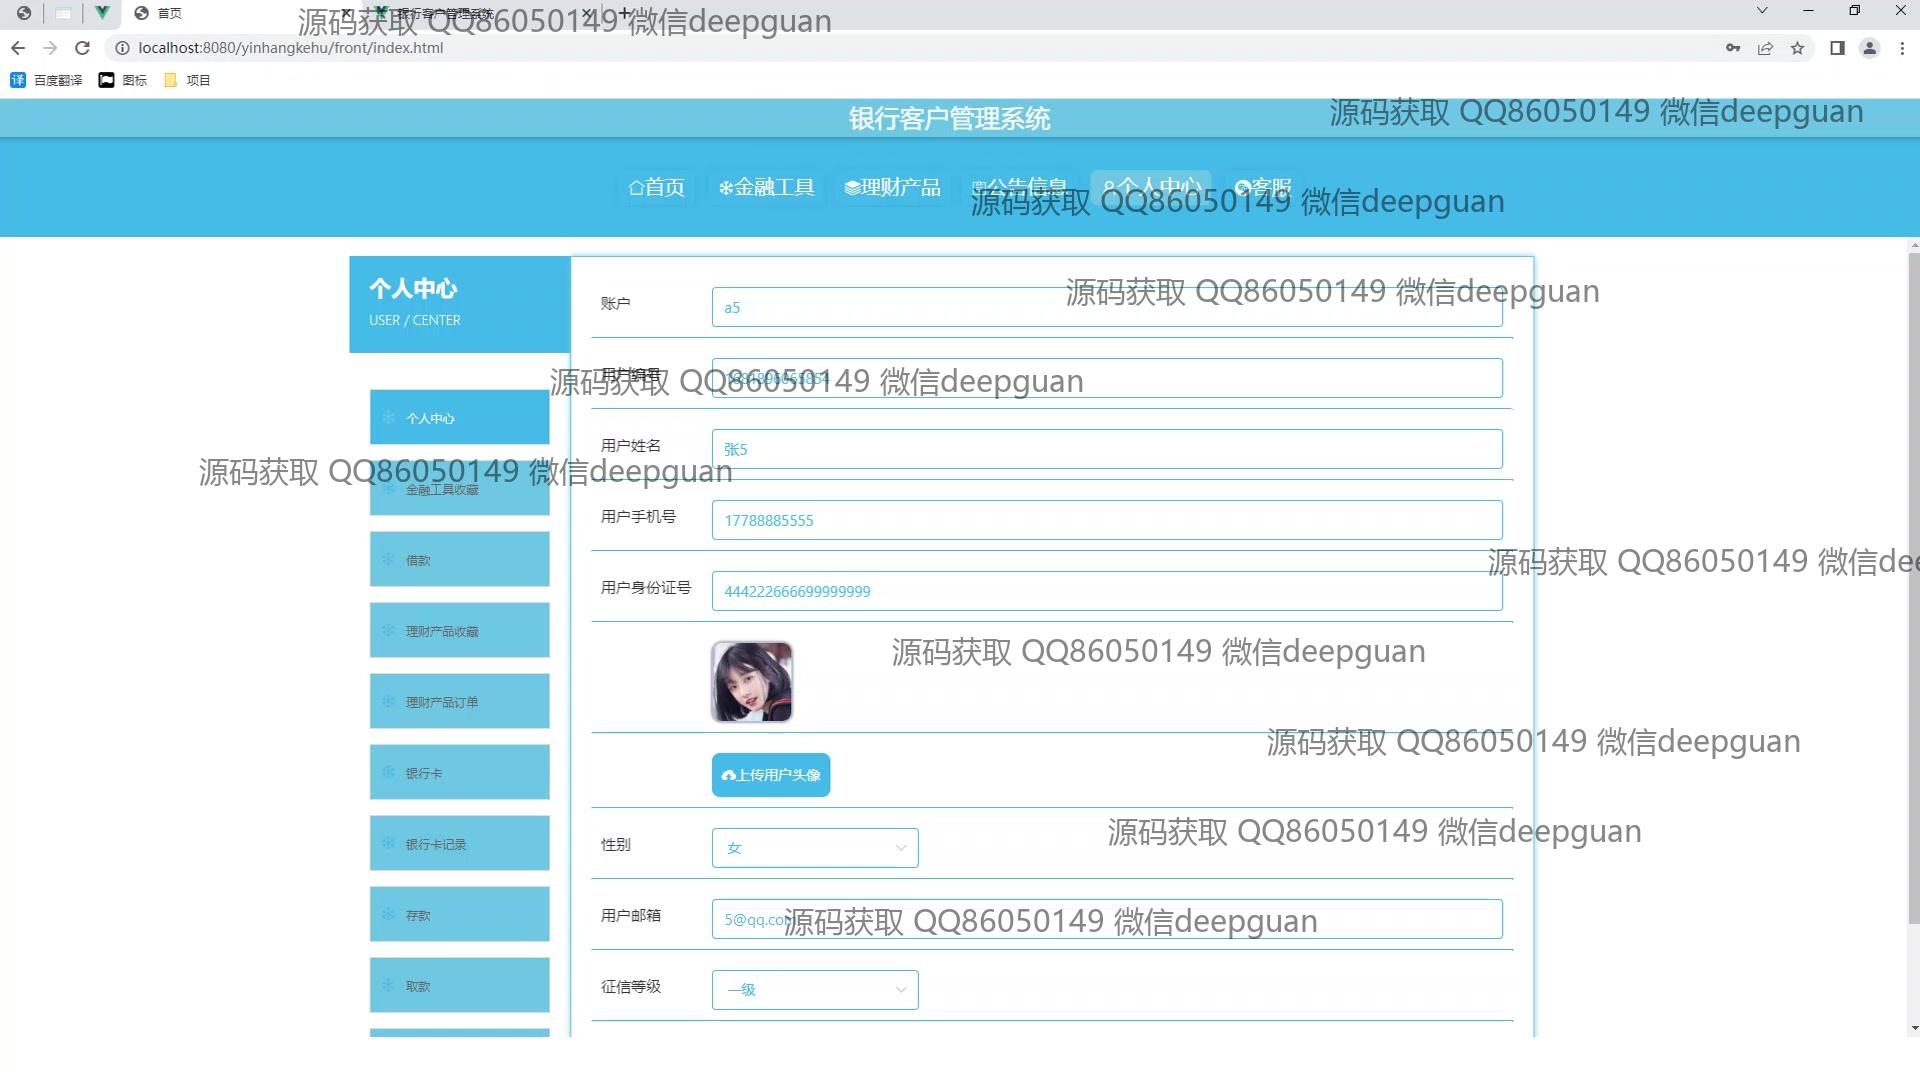 首页
银行客户管理系统
源码获取 QQ86050149 微信deepguan
localhost:8080/yinhangkehu/front/index.html
百度翻译
图标
项目
银行客户管理系统
源码获取 QQ86050149 微信deepguan
首页
金融工具
理财产品
公告信息
个人中心
客服
源码获取 QQ86050149 微信deepguan
个人中心
USER / CENTER
账户
a5
源码获取 QQ86050149 微信deepguan
用户编号
源码获取 QQ86050149 微信deepguan
个人中心
用户姓名
张5
源码获取 QQ86050149 微信deepguan
金融工具收藏
用户手机号
17788885555
借款
源码获取 QQ86050149 微信dee
用户身份证号
444222666699999999
理财产品收藏
源码获取 QQ86050149 微信deepguan
理财产品订单
源码获取 QQ86050149 微信deepguan
上传用户头像
银行卡
源码获取 QQ86050149 微信deepguan
性别
女
银行卡记录
用户邮箱
5@qq.com
源码获取 QQ86050149 微信deepguan
存款
征信等级
一级
取款